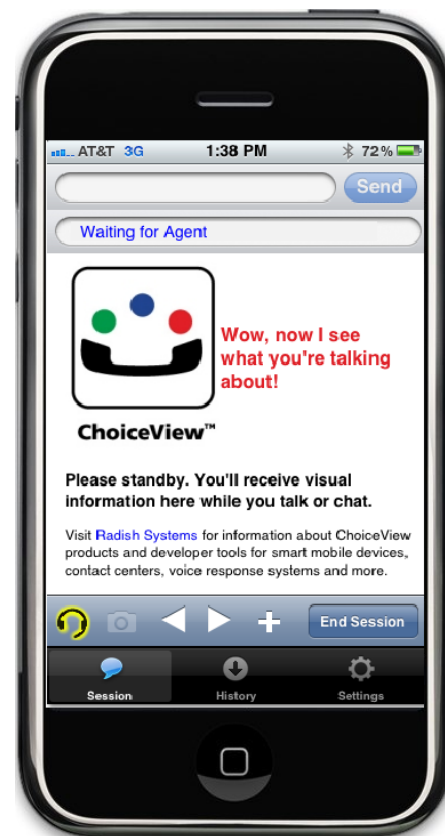 AT&T 3G 1:38 PM 72%
Send
Waiting for Agent
Wow, now I see
what you're talking
about!
ChoiceView™
Please standby. You'll receive visual
information here while you talk or chat.
Visit Radish Systems for information about ChoiceView
products and developer tools for smart mobile devices,
contact centers, voice response systems and more.
End Session
Session History Settings